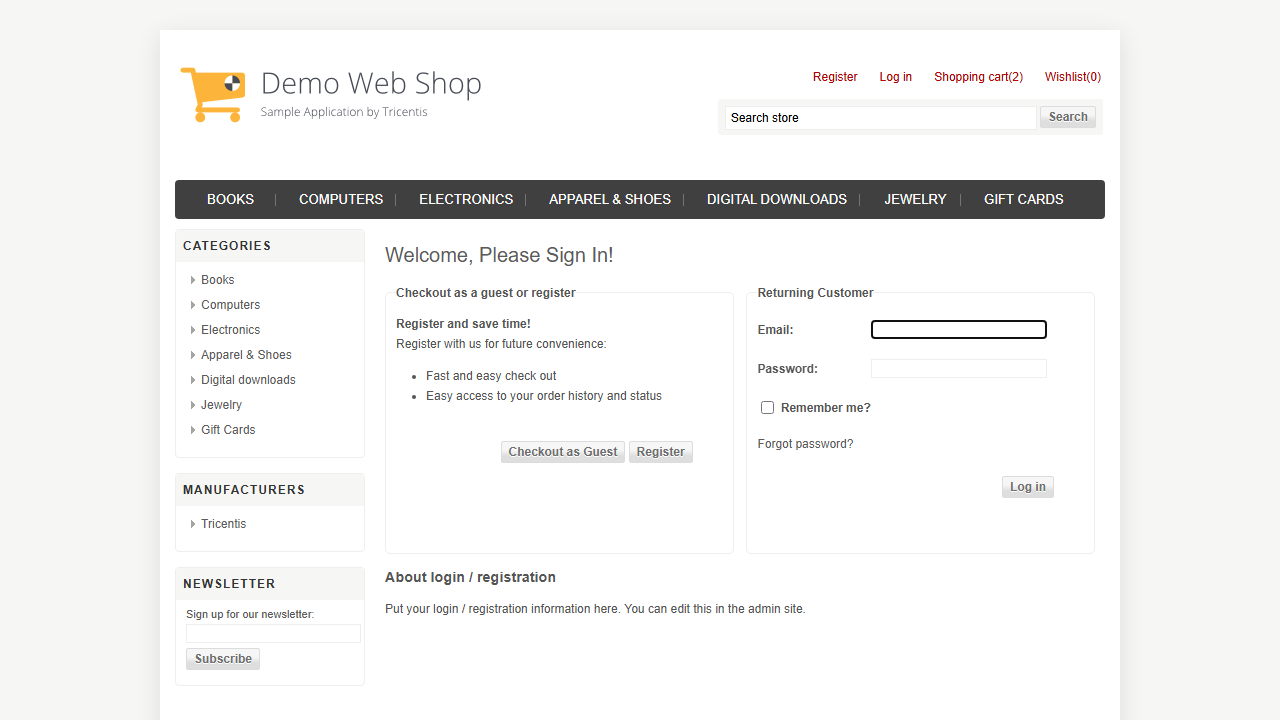 Demo Web Shop
Sample Application by Tricentis
Register Log in Shopping cart(2) Wishlist(0)
Search store Search
BOOKS COMPUTERS ELECTRONICS APPAREL & SHOES DIGITAL DOWNLOADS JEWELRY GIFT CARDS
CATEGORIES
Books
Computers
Electronics
Apparel & Shoes
Digital downloads
Jewelry
Gift Cards
MANUFACTURERS
Tricentis
NEWSLETTER
Sign up for our newsletter:
Subscribe
Welcome, Please Sign In!
Checkout as a guest or register
Register and save time!
Register with us for future convenience:
Fast and easy check out
Easy access to your order history and status
Checkout as Guest Register
Returning Customer
Email:
Password:
Remember me?
Forgot password?
Log in
About login / registration
Put your login / registration information here. You can edit this in the admin site.